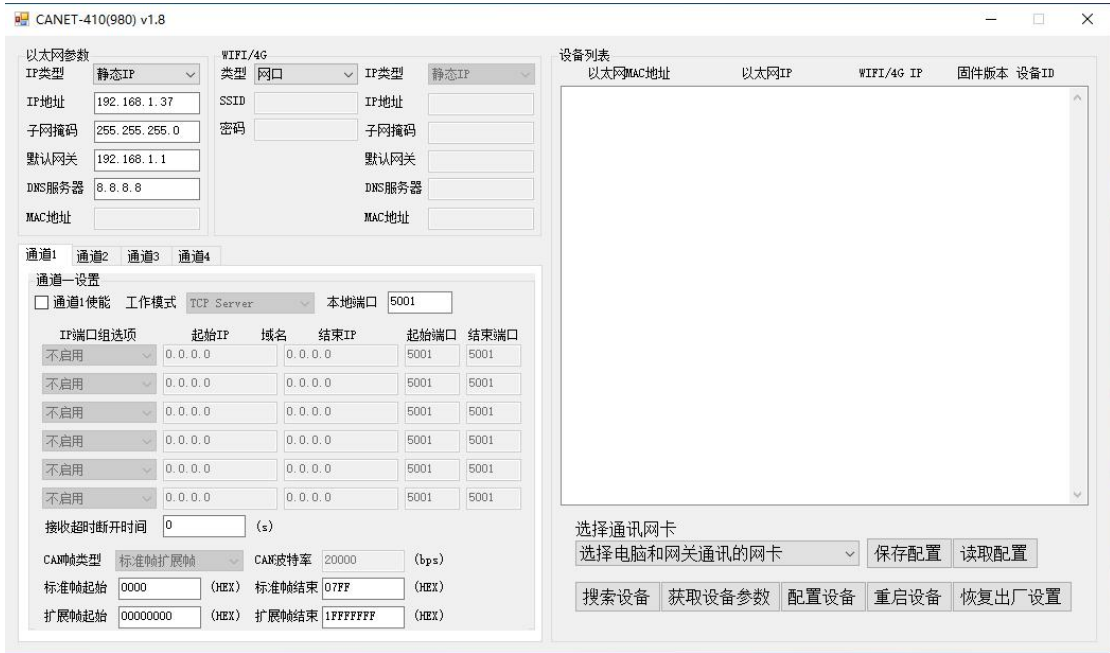 CANET-410(980) v1.8
以太网参数
IP类型 静态IP
IP地址 192.168.1.37
子网掩码 255.255.255.0
默认网关 192.168.1.1
DNS服务器 8.8.8.8
MAC地址
WIFI/4G
类型 网口 IP类型 静态IP
SSID IP地址
密码 子网掩码
默认网关
DNS服务器
MAC地址
通道1 通道2 通道3 通道4
通道一设置
通道1使能 工作模式 TCP Server 本地端口 5001
IP端口组选项 起始IP 域名 结束IP 起始端口 结束端口
不启用 0.0.0.0 0.0.0.0 5001 5001
不启用 0.0.0.0 0.0.0.0 5001 5001
不启用 0.0.0.0 0.0.0.0 5001 5001
不启用 0.0.0.0 0.0.0.0 5001 5001
不启用 0.0.0.0 0.0.0.0 5001 5001
不启用 0.0.0.0 0.0.0.0 5001 5001
接收超时断开时间 0 (s)
CAN帧类型 标准帧扩展帧 CAN波特率 20000 (bps)
标准帧起始 0000 (HEX) 标准帧结束 07FF (HEX)
扩展帧起始 00000000 (HEX) 扩展帧结束 1FFFFFFF (HEX)
设备列表
以太网MAC地址 以太网IP WIFI/4G IP 固件版本 设备ID
选择通讯网卡
选择电脑和网关通讯的网卡 保存配置 读取配置
搜索设备 获取设备参数 配置设备 重启设备 恢复出厂设置